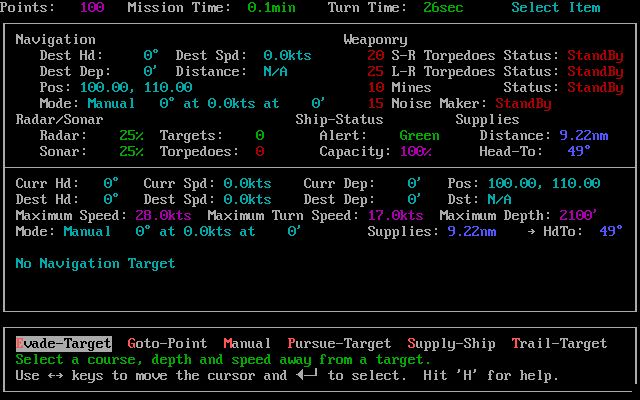 Points: 100 Mission Time: 0.1min Turn Time: 26sec Select Item
Navigation Weaponry
Dest Hd: 0° Dest Spd: 0.0kts 20 S-R Torpedoes Status: StandBy
Dest Dep: 0' Distance: N/A 25 L-R Torpedoes Status: StandBy
Pos: 100.00, 110.00 10 Mines Status: StandBy
Mode: Manual 0° at 0.0kts at 0' 15 Noise Maker: StandBy
Radar/Sonar Ship-Status Supplies
Radar: 25% Targets: 0 Alert: Green Distance: 9.22nm
Sonar: 25% Torpedoes: 0 Capacity: 100% Head-To: 49°
Curr Hd: 0° Curr Spd: 0.0kts Curr Dep: 0' Pos: 100.00, 110.00
Dest Hd: 0° Dest Spd: 0.0kts Dest Dep: 0' Dst: N/A
Maximum Speed: 28.0kts Maximum Turn Speed: 17.0kts Maximum Depth: 2100'
Mode: Manual 0° at 0.0kts at 0' Supplies: 9.22nm → HdTo: 49°
No Navigation Target
Evade-Target Goto-Point Manual Pursue-Target Supply-Ship Trail-Target
Select a course, depth and speed away from a target.
Use ↔ keys to move the cursor and ◄─┘ to select. Hit 'H' for help.